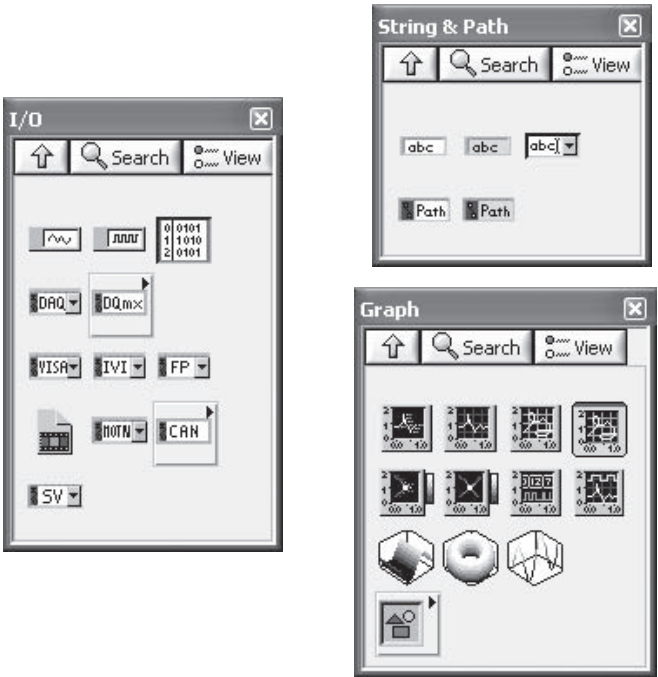 String & Path
Search View
abc abc abc
Path Path
I/O
Search View
0 0101
1 1010
2 0101
DAQ DQmx
VISA IVI FP
MOTN CAN
SV
Graph
Search View